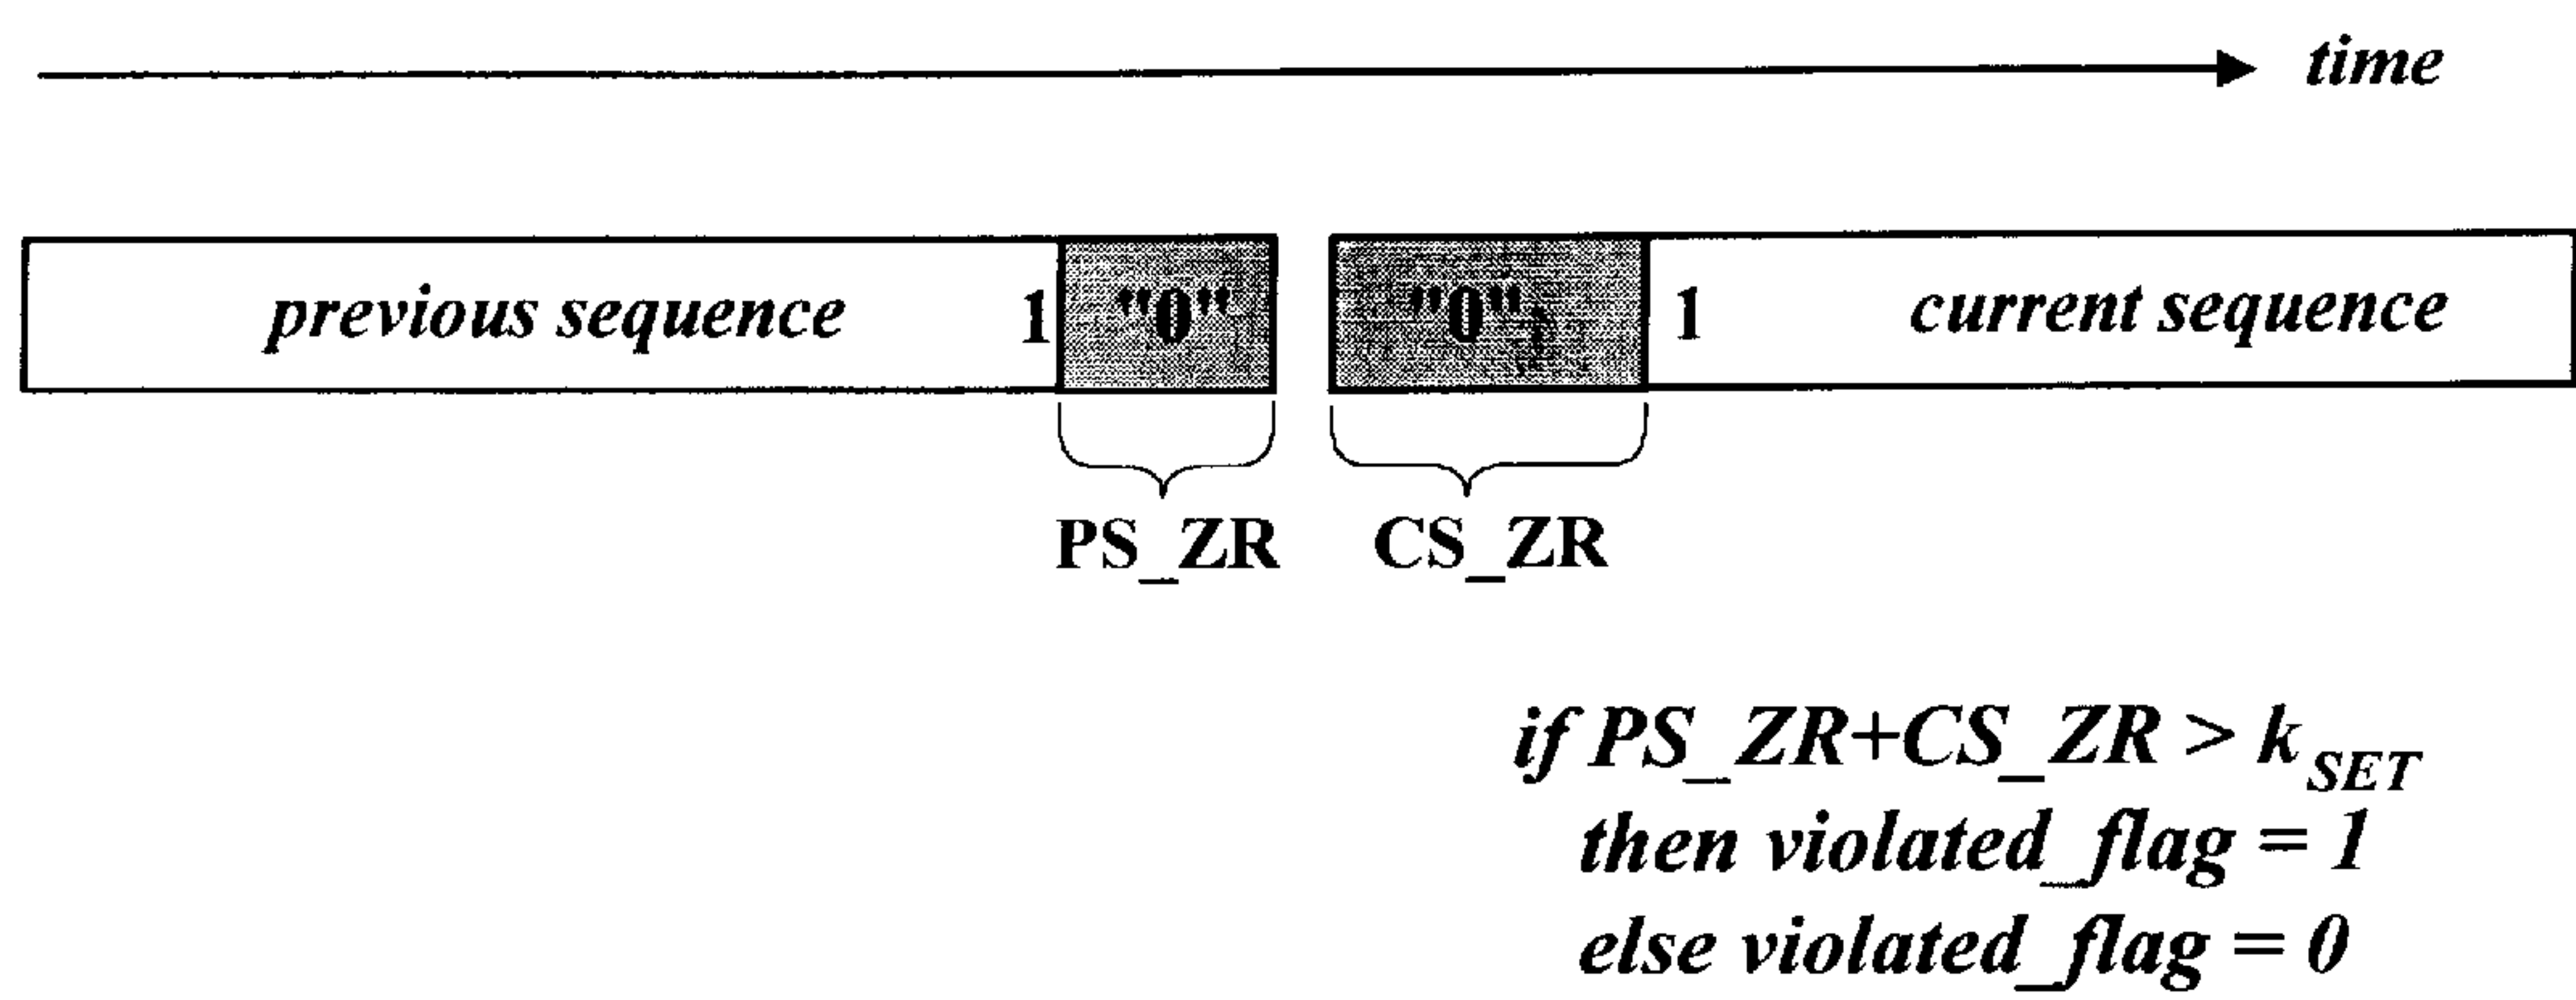 time
previous sequence 1 "0" "0" 1 current sequence
PS_ZR CS_ZR
if PS_ZR+CS_ZR > k SET
then violated_flag = 1
else violated_flag = 0